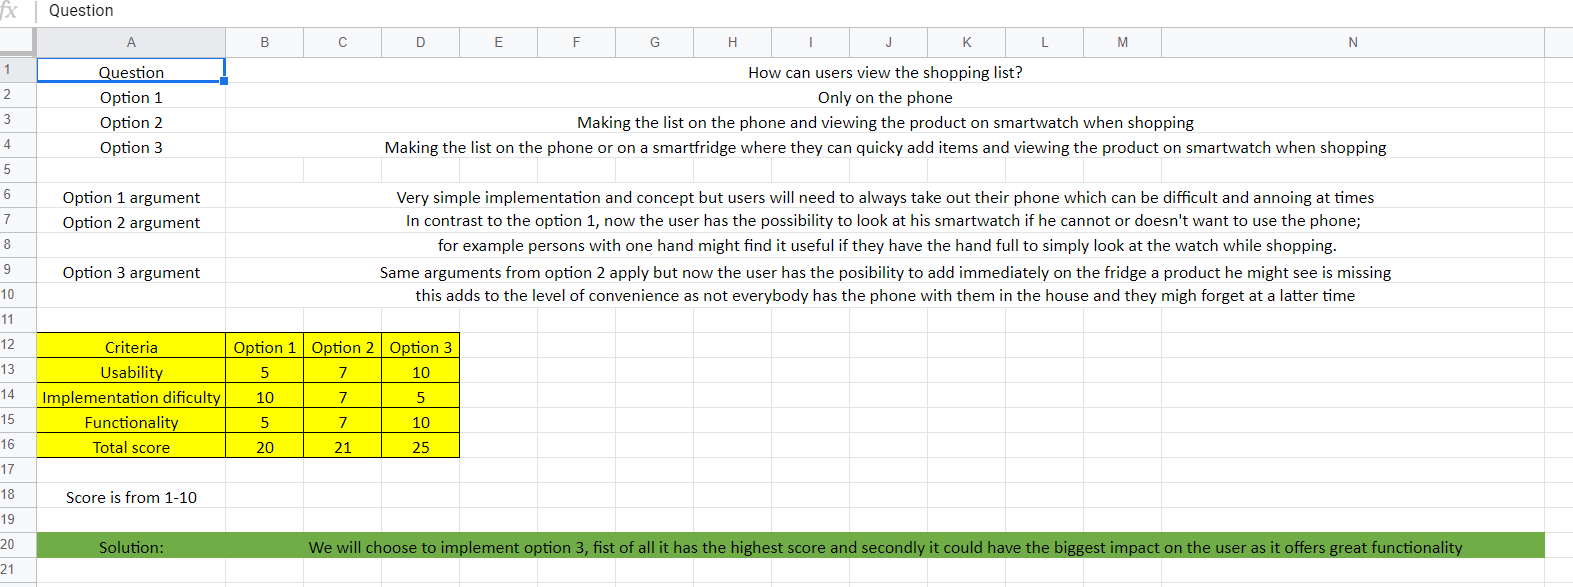 fx Question
A B C D E F G H I J K L M N
1 Question How can users view the shopping list?
2 Option 1 Only on the phone
3 Option 2 Making the list on the phone and viewing the product on smartwatch when shopping
4 Option 3 Making the list on the phone or on a smartfridge where they can quicky add items and viewing the product on smartwatch when shopping
5
6 Option 1 argument Very simple implementation and concept but users will need to always take out their phone which can be difficult and annoing at times
7 Option 2 argument In contrast to the option 1, now the user has the possibility to look at his smartwatch if he cannot or doesn't want to use the phone;
8 for example persons with one hand might find it useful if they have the hand full to simply look at the watch while shopping.
9 Option 3 argument Same arguments from option 2 apply but now the user has the posibility to add immediately on the fridge a product he might see is missing
10 this adds to the level of convenience as not everybody has the phone with them in the house and they migh forget at a latter time
11
12 Criteria Option 1 Option 2 Option 3
13 Usability 5 7 10
14 Implementation dificulty 10 7 5
15 Functionality 5 7 10
16 Total score 20 21 25
17
18 Score is from 1-10
19
20 Solution: We will choose to implement option 3, fist of all it has the highest score and secondly it could have the biggest impact on the user as it offers great functionality
21